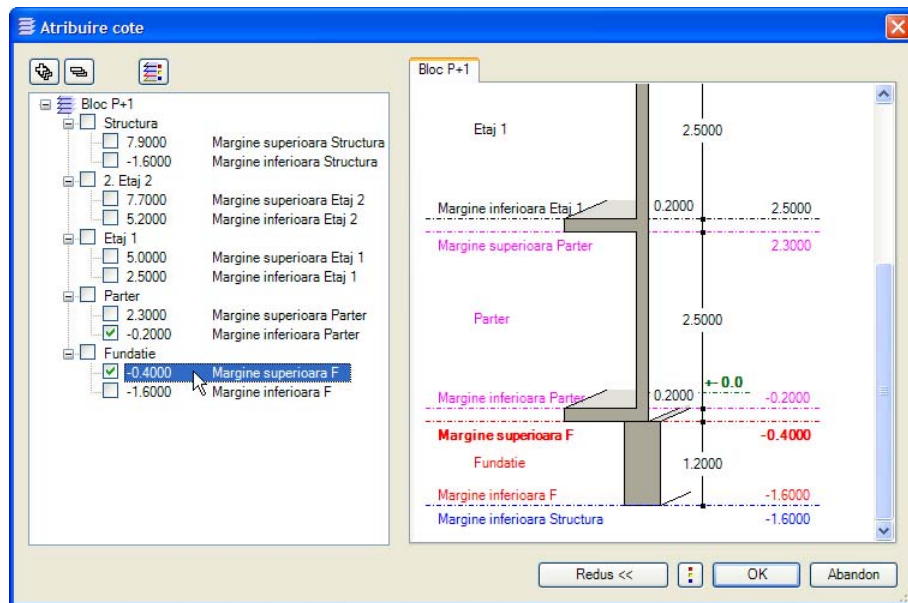 Atribuire cote
Bloc P+1
Structura
7.9000 Margine superioara Structura
-1.6000 Margine inferioara Structura
2. Etaj 2
7.7000 Margine superioara Etaj 2
5.2000 Margine inferioara Etaj 2
Etaj 1
5.0000 Margine superioara Etaj 1
2.5000 Margine inferioara Etaj 1
Parter
2.3000 Margine superioara Parter
-0.2000 Margine inferioara Parter
Fundatie
-0.4000 Margine superioara F
-1.6000 Margine inferioara F
Bloc P+1
Etaj 1 2.5000
Margine inferioara Etaj 1 0.2000 2.5000
Margine superioara Parter 2.3000
Parter 2.5000
+- 0.0
Margine inferioara Parter 0.2000 -0.2000
Margine superioara F -0.4000
Fundatie 1.2000
Margine inferioara F -1.6000
Margine inferioara Structura -1.6000
Redus << OK Abandon